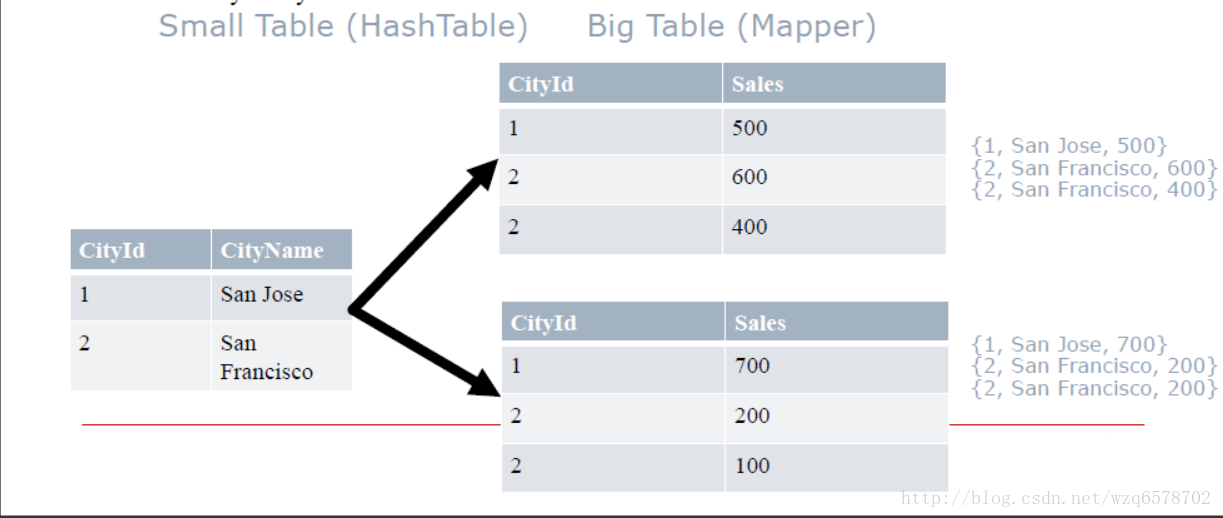 Small Table (HashTable)
Big Table (Mapper)
CityId Sales
1 500
2 600
2 400
{1, San Jose, 500}
{2, San Francisco, 600}
{2, San Francisco, 400}
CityId CityName
1 San Jose
2 San
Francisco
CityId Sales
1 700
2 200
2 100
{1, San Jose, 700}
{2, San Francisco, 200}
{2, San Francisco, 200}
http://blog.csdn.net/wzq6578702